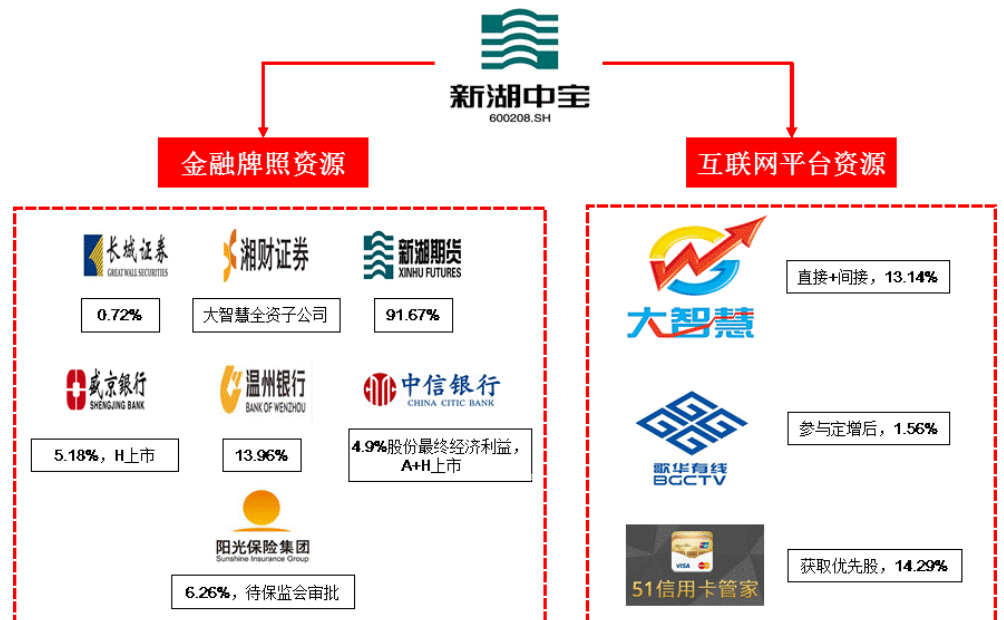 新湖中宝
600208.SH
金融牌照资源
互联网平台资源
长城证券
GREAT WALL SECURITIES
湘财证券
新湖期货
XINHU FUTURES
0.72%
大智慧全资子公司
91.67%
盛京银行
SHENGJING BANK
温州银行
BANK OF WENZHOU
中信银行
CHINA CITIC BANK
5.18%，H上市
13.96%
4.9%股份最终经济利益，
A+H上市
阳光保险集团
Sunshine Insurance Group
6.26%，待保监会审批
大智慧
直接+间接，13.14%
歌华有线
BGCTV
参与定增后，1.56%
VISA
51信用卡管家
获取优先股，14.29%